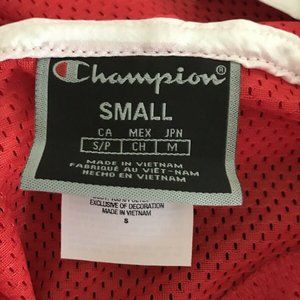 Champion®
SMALL
CA MEX JPN
S/P CH M
MADE IN VIETNAM
FABRIQUÉ AU VIÊT-NAM
HECHO EN VIETNAM
EXCLUSIVE OF DECORATION
MADE IN VIETNAM
S